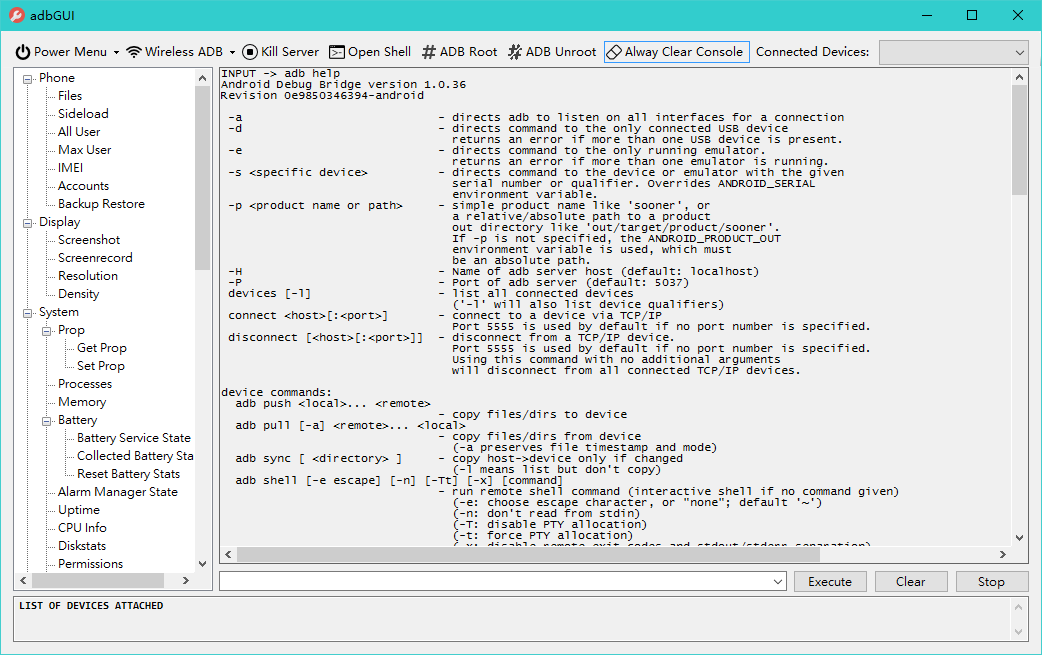 adbGUI
Power Menu Wireless ADB Kill Server Open Shell ADB Root ADB Unroot Alway Clear Console Connected Devices:
Phone
Files
Sideload
All User
Max User
IMEI
Accounts
Backup Restore
Display
Screenshot
Screenrecord
Resolution
Density
System
Prop
Get Prop
Set Prop
Processes
Memory
Battery
Battery Service State
Collected Battery Sta
Reset Battery Stats
Alarm Manager State
Uptime
CPU Info
Diskstats
Permissions
INPUT -> adb help
Android Debug Bridge version 1.0.36
Revision 0e9850346394-android
-a - directs adb to listen on all interfaces for a connection
-d - directs command to the only connected USB device
returns an error if more than one USB device is present.
-e - directs command to the only running emulator.
returns an error if more than one emulator is running.
-s <specific device> - directs command to the device or emulator with the given
serial number or qualifier. Overrides ANDROID_SERIAL
environment variable.
-p <product name or path> - simple product name like 'sooner', or
a relative/absolute path to a product
out directory like 'out/target/product/sooner'.
If -p is not specified, the ANDROID_PRODUCT_OUT
environment variable is used, which must
be an absolute path.
-H - Name of adb server host (default: localhost)
-P - Port of adb server (default: 5037)
devices [-l] - list all connected devices
('-l' will also list device qualifiers)
connect <host>[:<port>] - connect to a device via TCP/IP
Port 5555 is used by default if no port number is specified.
disconnect [<host>[:<port>]] - disconnect from a TCP/IP device.
Port 5555 is used by default if no port number is specified.
Using this command with no additional arguments
will disconnect from all connected TCP/IP devices.
device commands:
adb push <local>... <remote>
- copy files/dirs to device
adb pull [-a] <remote>... <local>
- copy files/dirs from device
(-a preserves file timestamp and mode)
adb sync [ <directory> ] - copy host->device only if changed
(-l means list but don't copy)
adb shell [-e escape] [-n] [-Tt] [-x] [command]
- run remote shell command (interactive shell if no command given)
(-e: choose escape character, or "none"; default '~')
(-n: don't read from stdin)
(-T: disable PTY allocation)
(-t: force PTY allocation)
(-x: disable remote exit codes and stdout/stderr separation)
Execute Clear Stop
LIST OF DEVICES ATTACHED